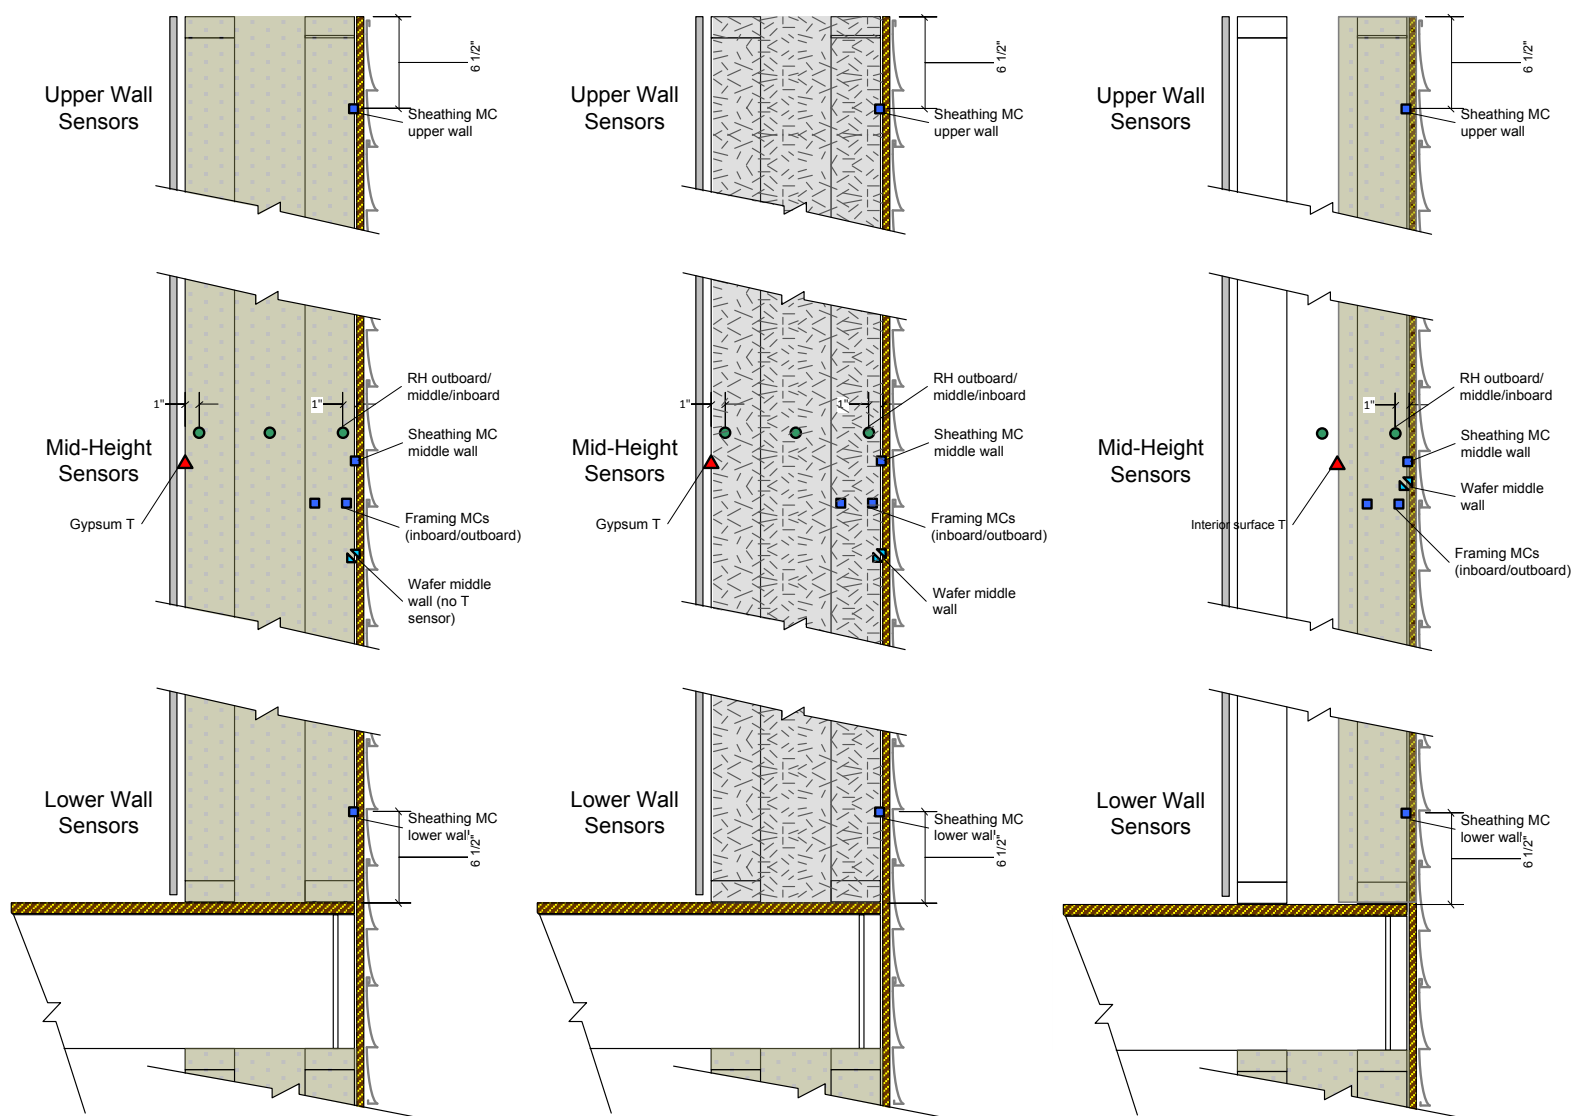 Upper Wall
Sensors
6 1/2"
Sheathing MC
upper wall
Upper Wall
Sensors
6 1/2"
Sheathing MC
upper wall
Upper Wall
Sensors
6 1/2"
Sheathing MC
upper wall
Mid-Height
Sensors
1"
1"
RH outboard/
middle/inboard
Sheathing MC
middle wall
Gypsum T
Framing MCs
(inboard/outboard)
Wafer middle
wall (no T
sensor)
Mid-Height
Sensors
1"
1"
RH outboard/
middle/inboard
Sheathing MC
middle wall
Gypsum T
Framing MCs
(inboard/outboard)
Wafer middle
wall
Mid-Height
Sensors
1"
RH outboard/
middle/inboard
Sheathing MC
middle wall
Wafer middle
wall
Interior surface T
Framing MCs
(inboard/outboard)
Lower Wall
Sensors
Sheathing MC
lower wall
6 1/2"
Lower Wall
Sensors
Sheathing MC
lower wall
6 1/2"
Lower Wall
Sensors
Sheathing MC
lower wall
6 1/2"